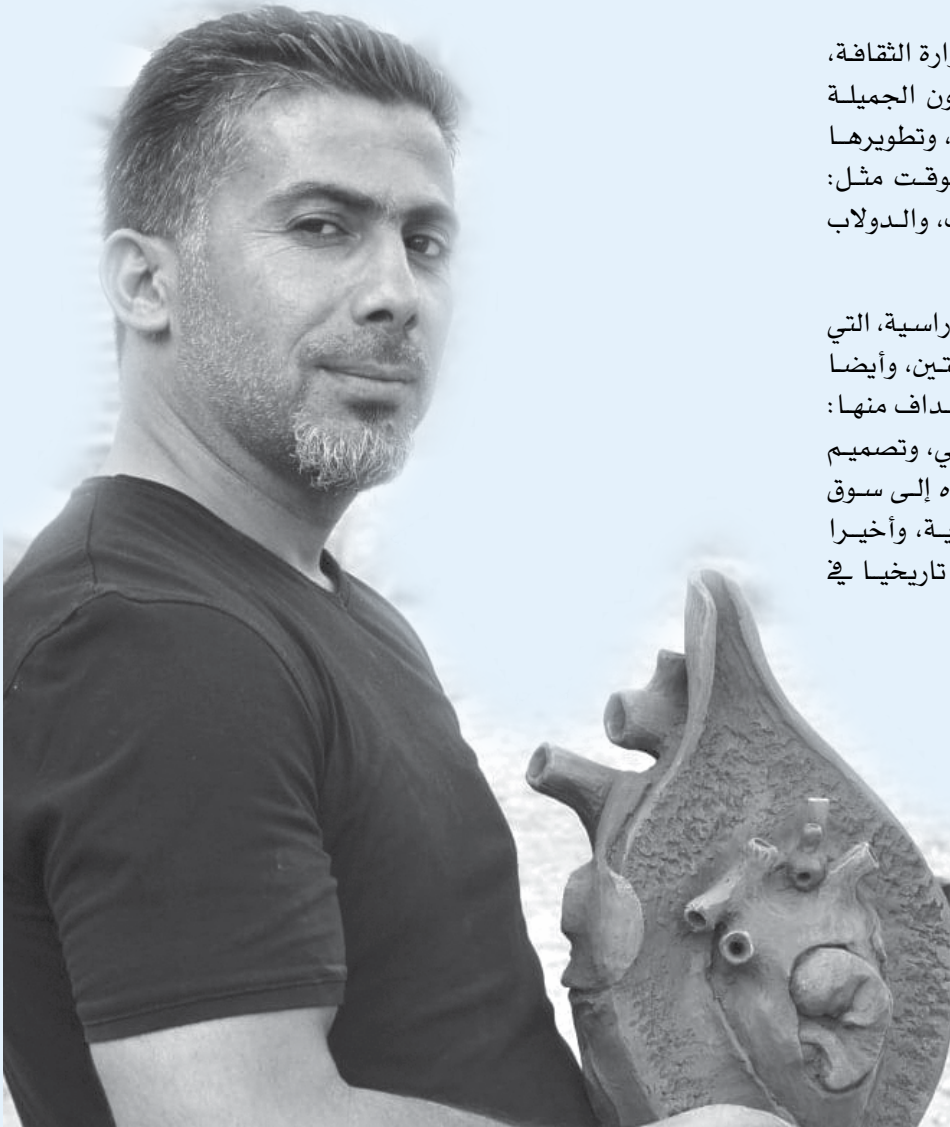 ارة الثقافة،
ون الجميلة
، وتطويرها
وقت مثل:
، والدولاب
راسية، التي
تين، وأيضا
داف منها:
ي، وتصميم
ه إلى سوق
ية، وأخيرا
تاريخيا في